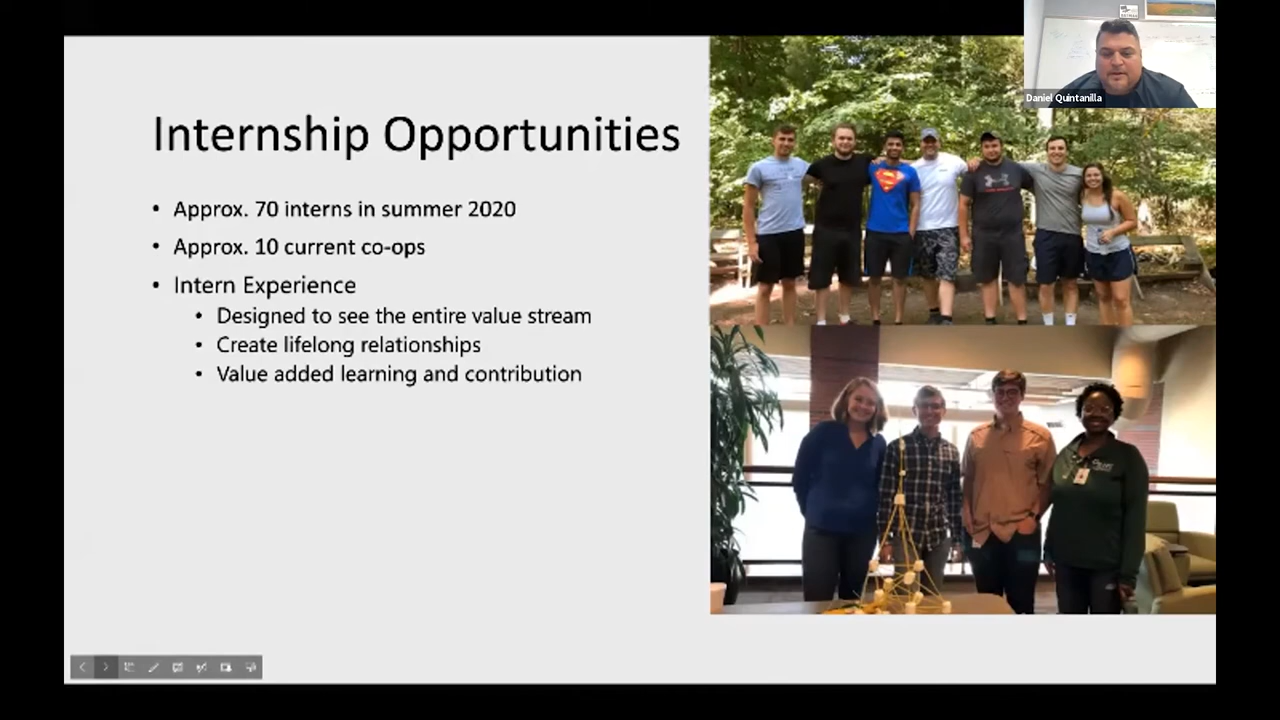 Internship Opportunities
• Approx. 70 interns in summer 2020
• Approx. 10 current co-ops
• Intern Experience
• Designed to see the entire value stream
• Create lifelong relationships
• Value added learning and contribution
Daniel Quintanilla